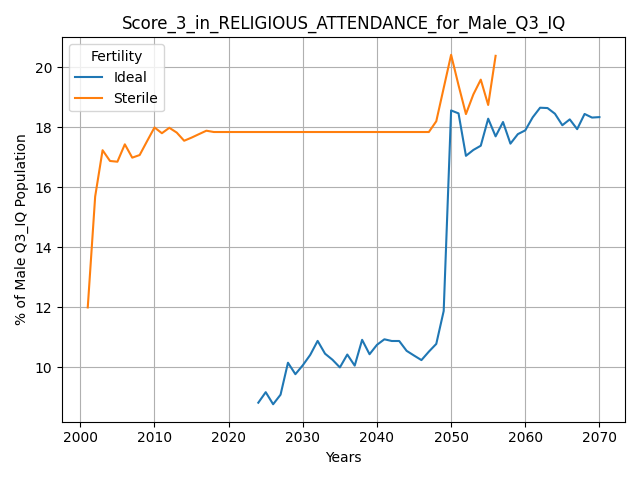 Score_3_in_RELIGIOUS_ATTENDANCE_for_Male_Q3_IQ
Fertility
Ideal
Sterile
% of Male Q3_IQ Population
20
18
16
14
12
10
2000 2010 2020 2030 2040 2050 2060 2070
Years